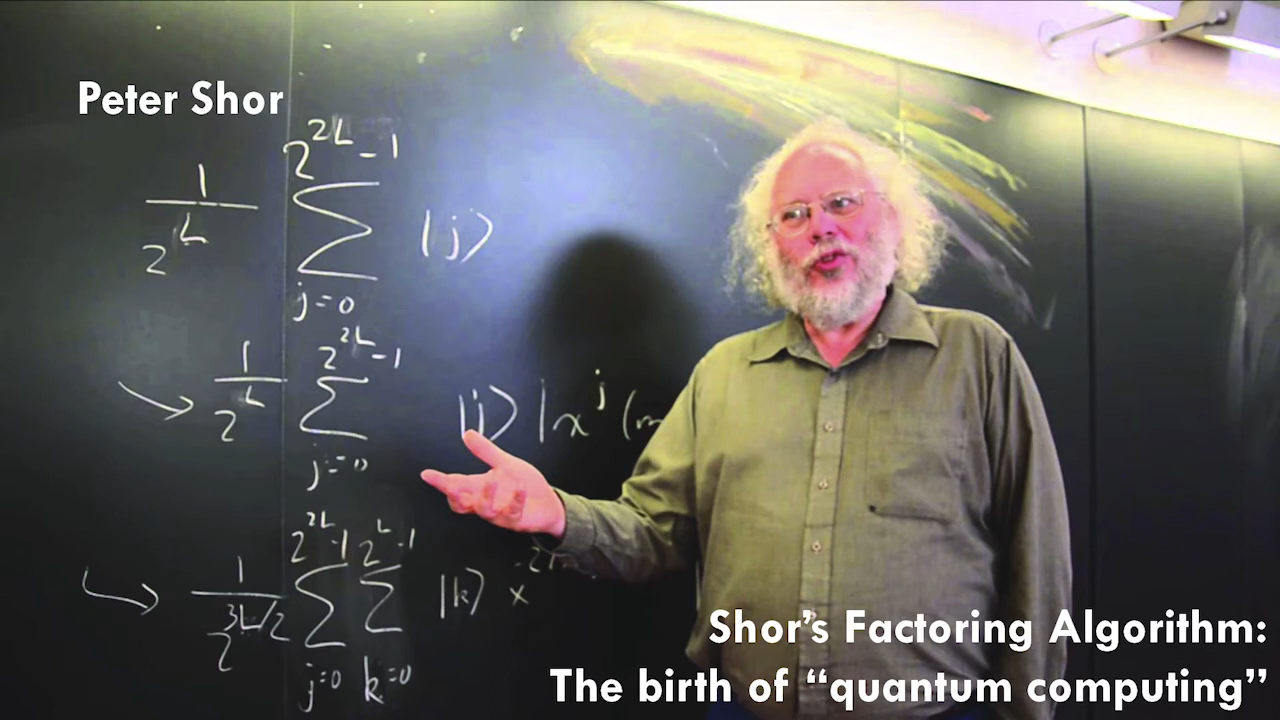 Peter Shor
1/2^L 2^{2L}-1 Σ j=0 |j⟩
→ 1/2^L 2^{2L}-1 Σ j=0 |j⟩ |x^j (m
→ 1/2^{3L/2} 2^{2L}-1 Σ j=0 2^L-1 Σ k=0 |k⟩ x
Shor's Factoring Algorithm:
The birth of “quantum computing”